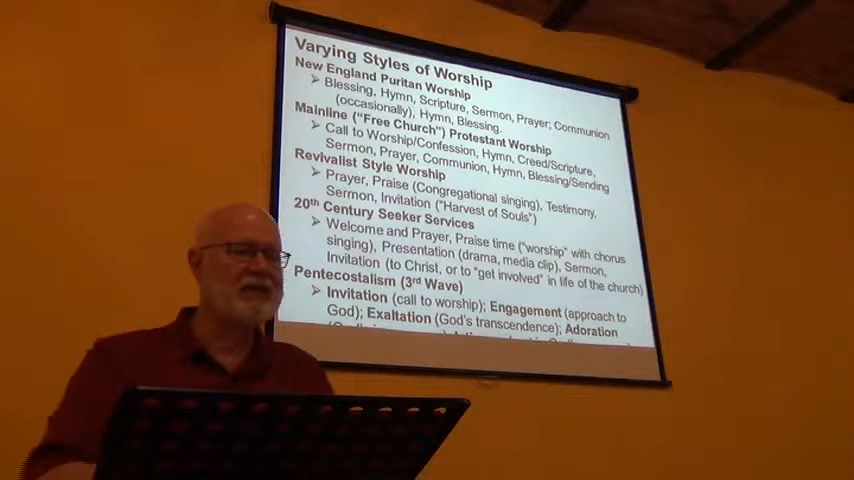 Varying Styles of Worship
New England Puritan Worship
➢ Blessing, Hymn, Scripture, Sermon, Prayer; Communion
(occasionally), Hymn, Blessing.
Mainline ("Free Church") Protestant Worship
➢ Call to Worship/Confession, Hymn, Creed/Scripture,
Sermon, Prayer, Communion, Hymn, Blessing/Sending
Revivalist Style Worship
➢ Prayer, Praise (Congregational singing), Testimony,
Sermon, Invitation ("Harvest of Souls")
20th Century Seeker Services
➢ Welcome and Prayer, Praise time ("worship" with chorus
singing), Presentation (drama, media clip), Sermon,
Invitation (to Christ, or to "get involved" in life of the church)
Pentecostalism (3rd Wave)
➢ Invitation (call to worship); Engagement (approach to
God); Exaltation (God's transcendence); Adoration